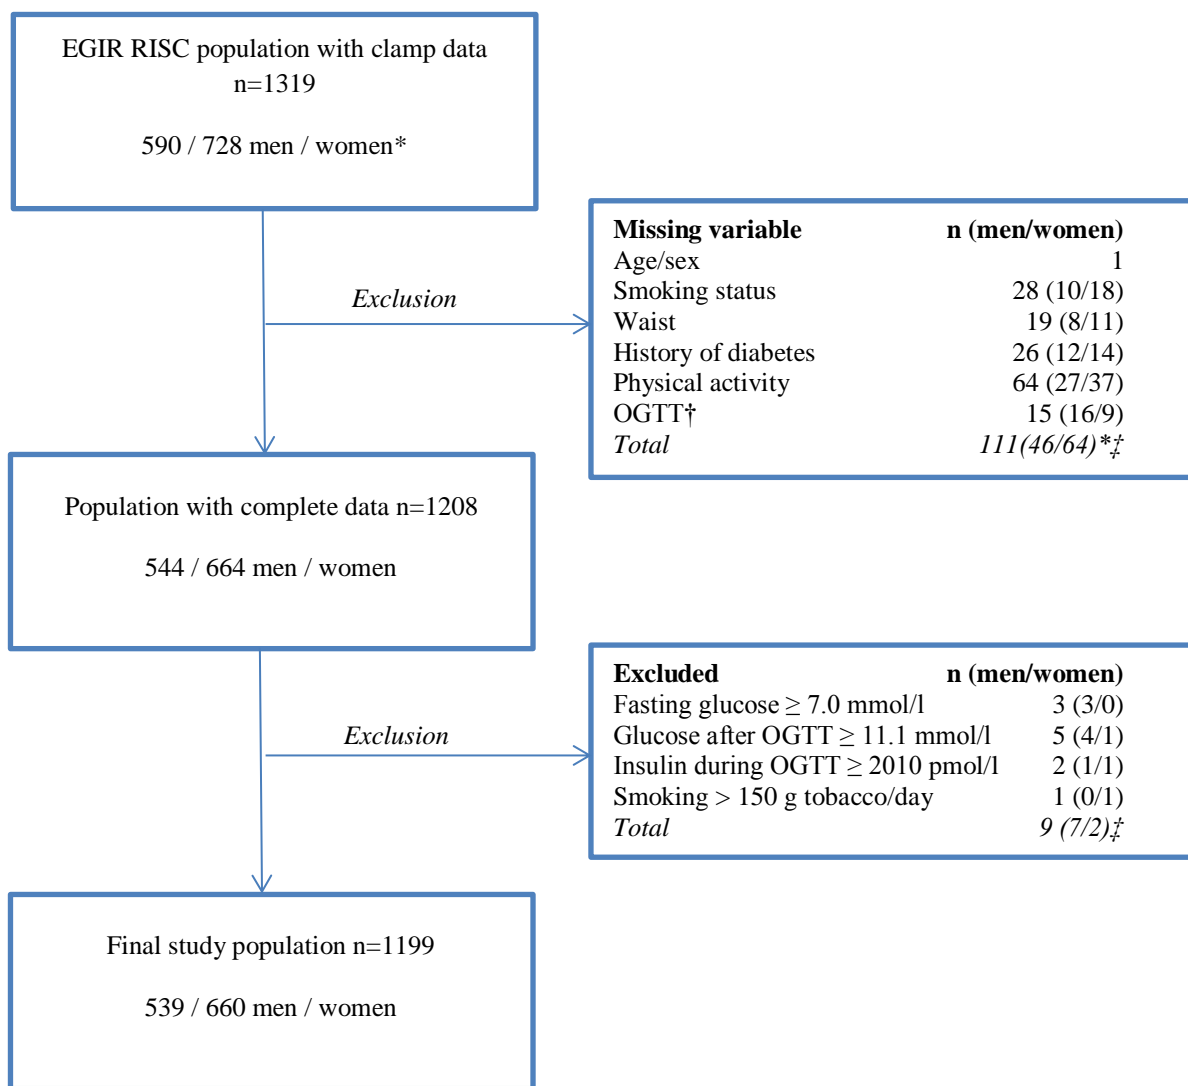 EGIR RISC population with clamp data
n=1319
590 / 728 men / women*
Exclusion
Missing variable n (men/women)
Age/sex 1
Smoking status 28 (10/18)
Waist 19 (8/11)
History of diabetes 26 (12/14)
Physical activity 64 (27/37)
OGTT† 15 (16/9)
Total 111(46/64)*‡
Population with complete data n=1208
544 / 664 men / women
Exclusion
Excluded n (men/women)
Fasting glucose ≥ 7.0 mmol/l 3 (3/0)
Glucose after OGTT ≥ 11.1 mmol/l 5 (4/1)
Insulin during OGTT ≥ 2010 pmol/l 2 (1/1)
Smoking > 150 g tobacco/day 1 (0/1)
Total 9 (7/2)‡
Final study population n=1199
539 / 660 men / women